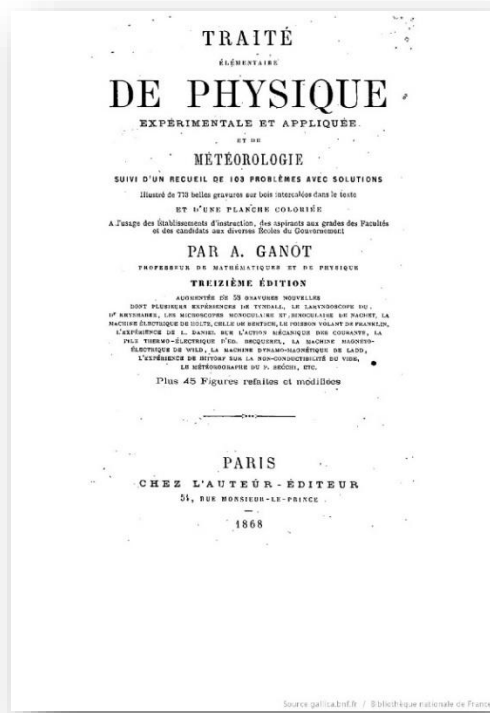 TRAITÉ
ÉLÉMENTAIRE
DE PHYSIQUE
EXPÉRIMENTALE ET APPLIQUÉE
ET DE
MÉTÉOROLOGIE
SUIVI D'UN RECUEIL DE 103 PROBLÈMES AVEC SOLUTIONS
Illustré de 773 belles gravures sur bois intercalées dans le texte
ET D'UNE PLANCHE COLORIÉE
A l'usage des Établissements d'instruction, des aspirants aux grades des Facultés
et des candidats aux diverses Écoles du Gouvernement
PAR A. GANOT
PROFESSEUR DE MATHÉMATIQUES ET DE PHYSIQUE
TREIZIÈME ÉDITION
AUGMENTÉE DE 53 GRAVURES NOUVELLES
DONT PLUSIEURS EXPÉRIENCES DE TYNDALL, LE LARYNGOSCOPE DU
Dr KRISHABER, LES MICROSCOPES MONOCULAIRE ET BINOCULAIRE DE NACHET, LA
MACHINE ÉLECTRIQUE DE HOLTZ, CELLE DE BERTSCH, LE POISSON VOLANT DE FRANKLIN,
L'EXPÉRIENCE DE L. DANIEL SUR L'ACTION MÉCANIQUE DES COURANTS, LA
PILE THERMO-ÉLECTRIQUE D'ED. BECQUEREL, LA MACHINE MAGNÉTO-
ÉLECTRIQUE DE WILD, LA MACHINE DYNAMO-MAGNÉTIQUE DE LADD,
L'EXPÉRIENCE DE HITTORF SUR LA NON-CONDUCTIBILITÉ DU VIDE,
LE MÉTÉOROGRAPHE DU P. SECCHI, ETC.
Plus 45 Figures refaites et modifiées
PARIS
CHEZ L'AUTEUR-ÉDITEUR
54, RUE MONSIEUR-LE-PRINCE
1868
Source gallica.bnf.fr / Bibliothèque nationale de France